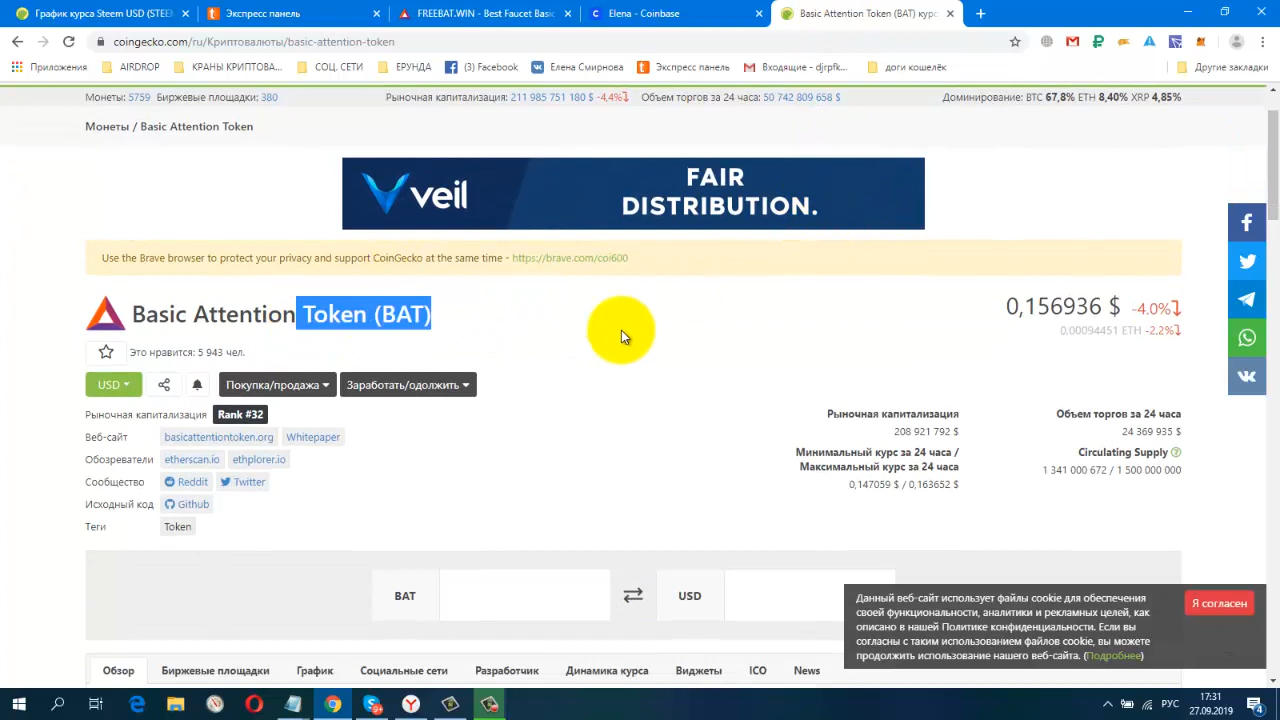 График курса Steem USD (STEE
Экспресс панель
FREEBAT.WIN - Best Faucet Basic
Elena - Coinbase
Basic Attention Token (BAT) курс
coingecko.com/ru/Криптовалюты/basic-attention-token
Приложения
AIRDROP
КРАНЫ КРИПТОВА...
СОЦ. СЕТИ
ЕРУНДА
(3) Facebook
Елена Смирнова
Экспресс панель
Входящие - djrpfk...
доги кошелёк
Другие закладки
Монеты: 5759 Биржевые площадки: 380
Рыночная капитализация: 211 985 751 180 $ -4,4%
Объем торгов за 24 часа: 50 742 809 658 $
Доминирование: BTC 67,8% ETH 8,40% XRP 4,85%
Монеты / Basic Attention Token
veil
FAIR
DISTRIBUTION.
Use the Brave browser to protect your privacy and support CoinGecko at the same time - https://brave.com/coi600
Basic Attention Token (BAT)
0,156936 $ -4.0%
0,00094451 ETH -2,2%
Это нравится: 5 943 чел.
USD
Покупка/продажа
Заработать/одолжить
Рыночная капитализация Rank #32
Веб-сайт basicattentiontoken.org Whitepaper
Обозреватели etherscan.io ethplorer.io
Сообщество Reddit Twitter
Исходный код Github
Теги Token
Рыночная капитализация
208 921 792 $
Минимальный курс за 24 часа /
Максимальный курс за 24 часа
0,147059 $ / 0,163652 $
Объем торгов за 24 часа
24 369 935 $
Circulating Supply
1 341 000 672 / 1 500 000 000
BAT
USD
Данный веб-сайт использует файлы cookie для обеспечения
своей функциональности, аналитики и рекламных целей, как
описано в нашей Политике конфиденциальности. Если вы
согласны с таким использованием файлов cookie, вы можете
продолжить использование нашего веб-сайта. (Подробнее)
Я согласен
Обзор
Биржевые площадки
График
Социальные сети
Разработчик
Динамика курса
Виджеты
ICO
News
РУС
17:31
27.09.2019